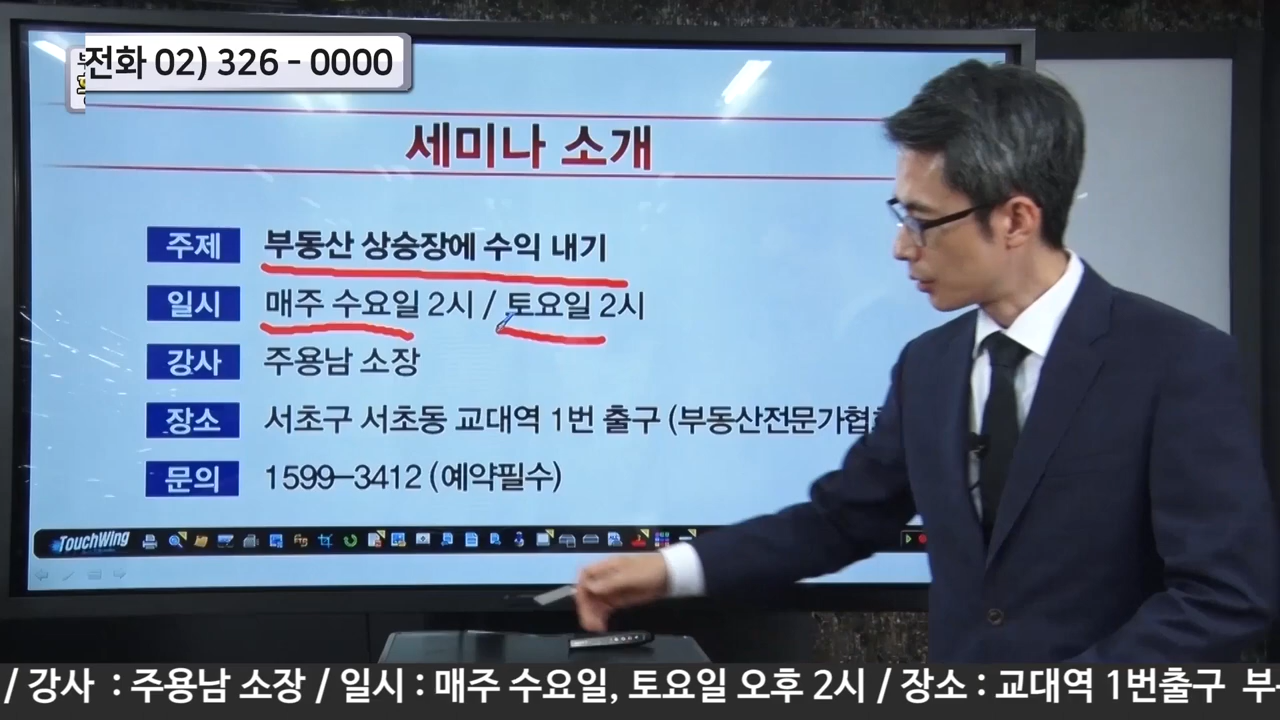 전화 02) 326 - 0000
세미나 소개
주제 부동산 상승장에 수익 내기
일시 매주 수요일 2시 / 토요일 2시
강사 주용남 소장
장소 서초구 서초동 교대역 1번 출구 (부동산전문가협
문의 1599-3412 (예약필수)
TouchWing
/ 강사 : 주용남 소장 / 일시 : 매주 수요일, 토요일 오후 2시 / 장소 : 교대역 1번출구